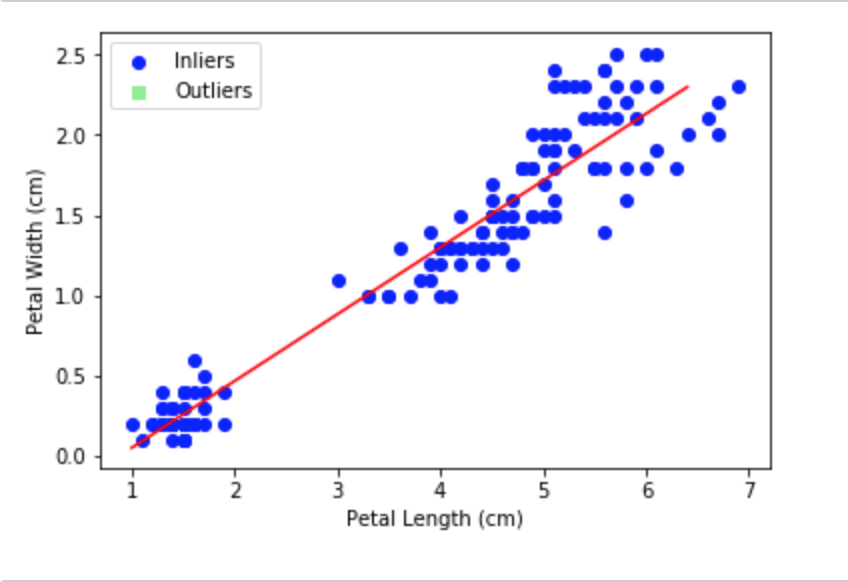 Inliers
Outliers
2.5
2.0
1.5
1.0
0.5
0.0
Petal Width (cm)
1 2 3 4 5 6 7
Petal Length (cm)